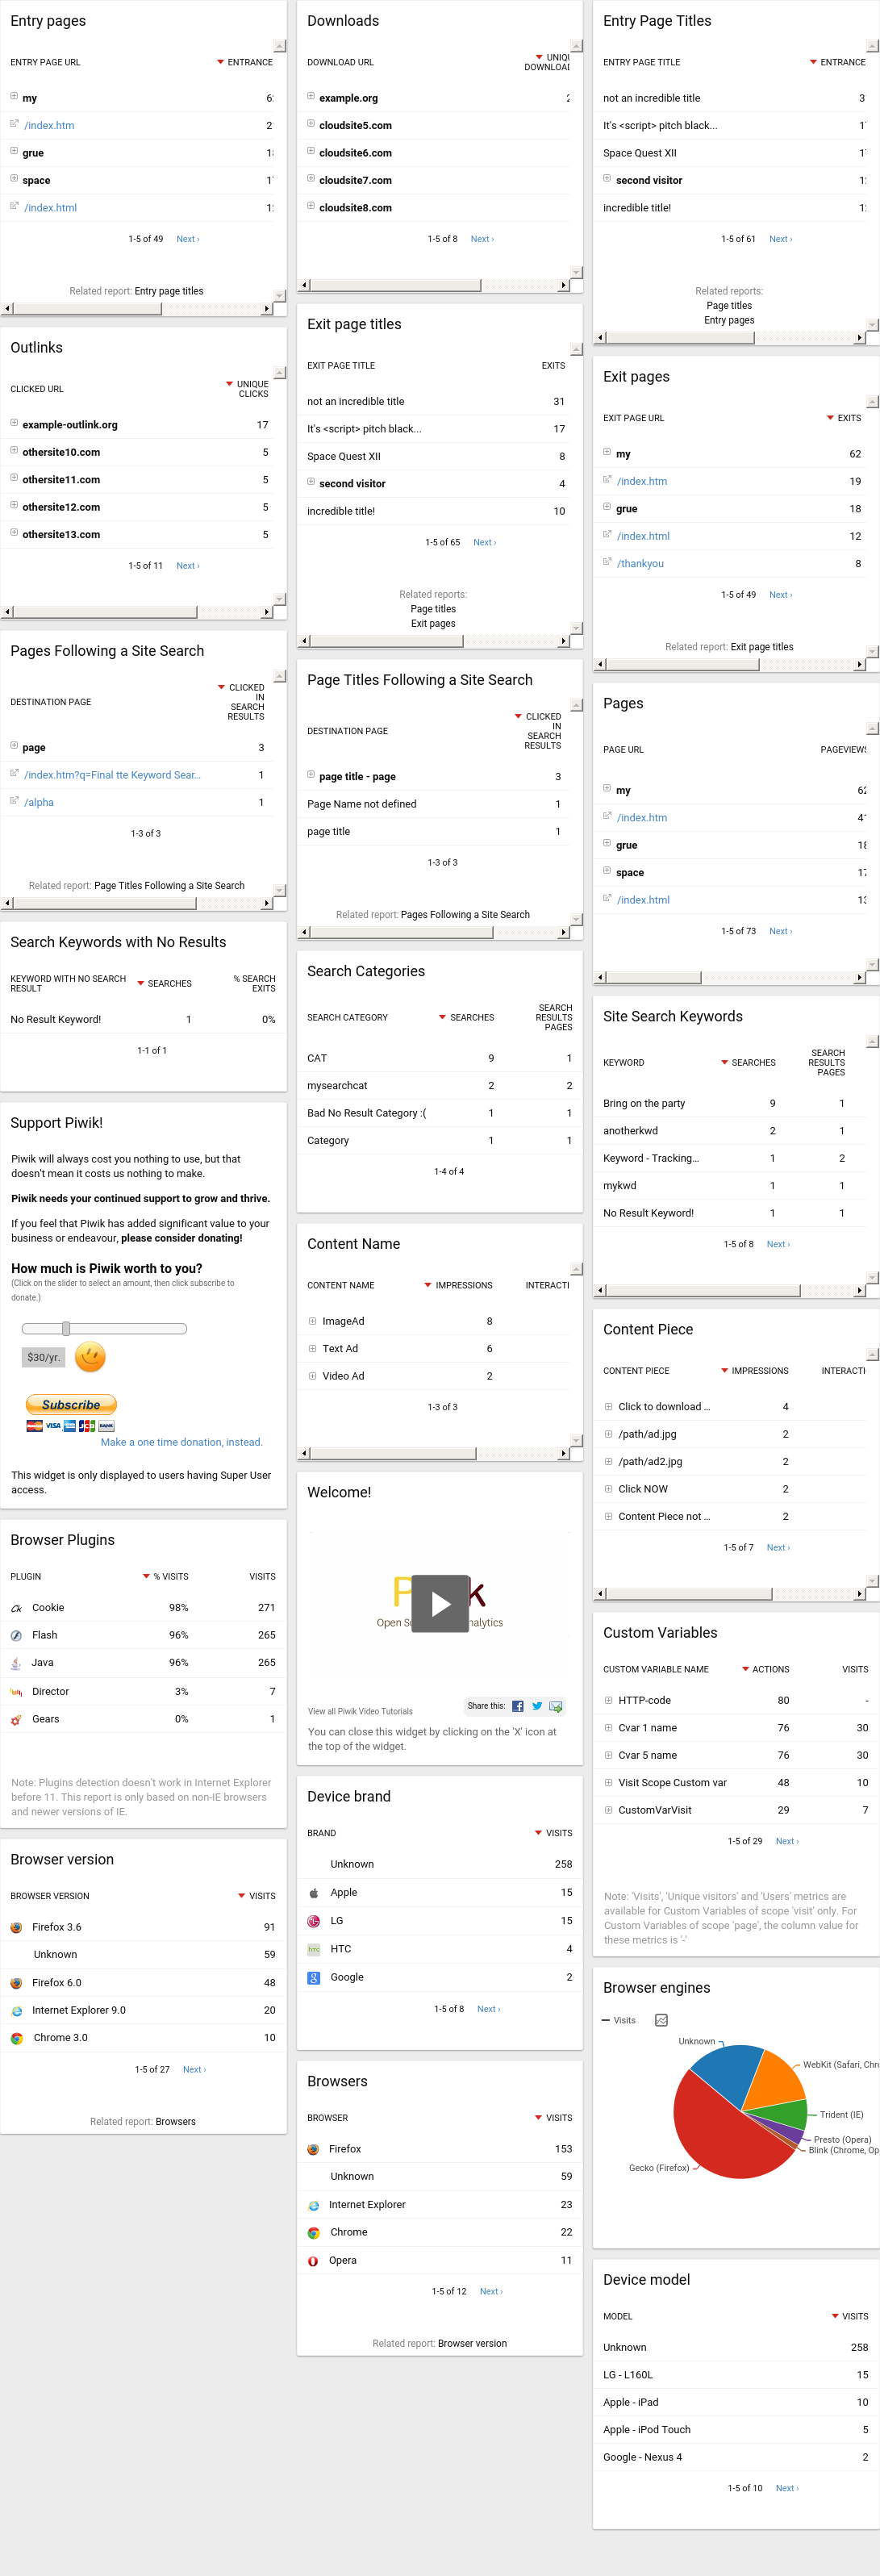 Entry pages
ENTRY PAGE URL ENTRANCE
my
/index.htm
grue
space
/index.html
1-5 of 49 Next ›
Related report: Entry page titles
Outlinks
CLICKED URL UNIQUE CLICKS
example-outlink.org 17
othersite10.com 5
othersite11.com 5
othersite12.com 5
othersite13.com 5
1-5 of 11 Next ›
Pages Following a Site Search
DESTINATION PAGE CLICKED IN SEARCH RESULTS
page 3
/index.htm?q=Final tte Keyword Sear... 1
/alpha 1
1-3 of 3
Related report: Page Titles Following a Site Search
Search Keywords with No Results
KEYWORD WITH NO SEARCH RESULT SEARCHES % SEARCH EXITS
No Result Keyword! 1 0%
1-1 of 1
Support Piwik!
Piwik will always cost you nothing to use, but that
doesn't mean it costs us nothing to make.
Piwik needs your continued support to grow and thrive.
If you feel that Piwik has added significant value to your
business or endeavour, please consider donating!
How much is Piwik worth to you?
(Click on the slider to select an amount, then click subscribe to
donate.)
$30/yr.
Subscribe
VISA JCB BANK
Make a one time donation, instead.
This widget is only displayed to users having Super User
access.
Browser Plugins
PLUGIN % VISITS VISITS
Cookie 98% 271
Flash 96% 265
Java 96% 265
Director 3% 7
Gears 0% 1
Note: Plugins detection doesn't work in Internet Explorer
before 11. This report is only based on non-IE browsers
and newer versions of IE.
Browser version
BROWSER VERSION VISITS
Firefox 3.6 91
Unknown 59
Firefox 6.0 48
Internet Explorer 9.0 20
Chrome 3.0 10
1-5 of 27 Next ›
Related report: Browsers
Downloads
DOWNLOAD URL
example.org
cloudsite5.com
cloudsite6.com
cloudsite7.com
cloudsite8.com
1-5 of 8 Next ›
Exit page titles
EXIT PAGE TITLE EXITS
not an incredible title 31
It's <script> pitch black... 17
Space Quest XII 8
second visitor 4
incredible title! 10
1-5 of 65 Next ›
Related reports:
Page titles
Exit pages
Page Titles Following a Site Search
DESTINATION PAGE CLICKED IN SEARCH RESULTS
page title - page 3
Page Name not defined 1
page title 1
1-3 of 3
Related report: Pages Following a Site Search
Search Categories
SEARCH CATEGORY SEARCHES SEARCH RESULTS PAGES
CAT 9 1
mysearchcat 2 2
Bad No Result Category :( 1 1
Category 1 1
1-4 of 4
Content Name
CONTENT NAME IMPRESSIONS INTERACTI
ImageAd 8
Text Ad 6
Video Ad 2
1-3 of 3
Welcome!
P k
Open S nalytics
View all Piwik Video Tutorials Share this:
You can close this widget by clicking on the 'X' icon at
the top of the widget.
Device brand
BRAND VISITS
Unknown 258
Apple 15
LG 15
hTC HTC 4
Google 2
1-5 of 8 Next ›
Browsers
BROWSER VISITS
Firefox 153
Unknown 59
Internet Explorer 23
Chrome 22
Opera 11
1-5 of 12 Next ›
Related report: Browser version
Entry Page Titles
ENTRY PAGE TITLE ENTRANCE
not an incredible title
It's <script> pitch black...
Space Quest XII
second visitor
incredible title!
1-5 of 61 Next ›
Related reports:
Page titles
Entry pages
Exit pages
EXIT PAGE URL EXITS
my 62
/index.htm 19
grue 18
/index.html 12
/thankyou 8
1-5 of 49 Next ›
Related report: Exit page titles
Pages
PAGE URL PAGEVIEWS
my
/index.htm
grue
space
/index.html
1-5 of 73 Next ›
Site Search Keywords
KEYWORD SEARCHES SEARCH RESULTS PAGES
Bring on the party 9 1
anotherkwd 2 1
Keyword - Tracking... 1 2
mykwd 1 1
No Result Keyword! 1 1
1-5 of 8 Next ›
Content Piece
CONTENT PIECE IMPRESSIONS INTERACTI
Click to download ... 4
/path/ad.jpg 2
/path/ad2.jpg 2
Click NOW 2
Content Piece not ... 2
1-5 of 7 Next ›
Custom Variables
CUSTOM VARIABLE NAME ACTIONS VISITS
HTTP-code 80 -
Cvar 1 name 76 30
Cvar 5 name 76 30
Visit Scope Custom var 48 10
CustomVarVisit 29 7
1-5 of 29 Next ›
Note: 'Visits', 'Unique visitors' and 'Users' metrics are
available for Custom Variables of scope 'visit' only. For
Custom Variables of scope 'page', the column value for
these metrics is '-'
Browser engines
Visits
Unknown
WebKit (Safari, Chr
Trident (IE)
Presto (Opera)
Blink (Chrome, Op
Gecko (Firefox)
Device model
MODEL VISITS
Unknown 258
LG - L160L 15
Apple - iPad 10
Apple - iPod Touch 5
Google - Nexus 4 2
1-5 of 10 Next ›